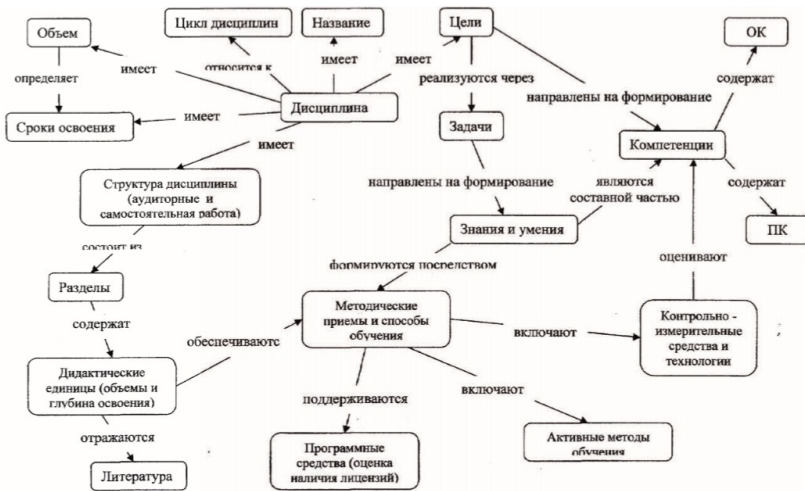 Объем
Цикл дисциплин
Название
Цели
ОК
определяет
имеет
относится к
имеет
имеет
реализуются через
направлены на формирование
содержат
Сроки освоения
имеет
Дисциплина
Задачи
Компетенции
имеет
Структура дисциплины
(аудиторные и
самостоятельная работа)
направлены на формирование
являются
составной частью
содержат
состоит из
Знания и умения
ПК
формируются посредством
оценивают
Разделы
содержат
обеспечиваютс
Методические
приемы и способы
обучения
включают
Контрольно -
измерительные
средства и
технологии
Дидактические
единицы (объемы и
глубина освоения)
поддерживаются
включают
отражаются
Литература
Программные
средства (оценка
наличия лицензий)
Активные методы
обучения